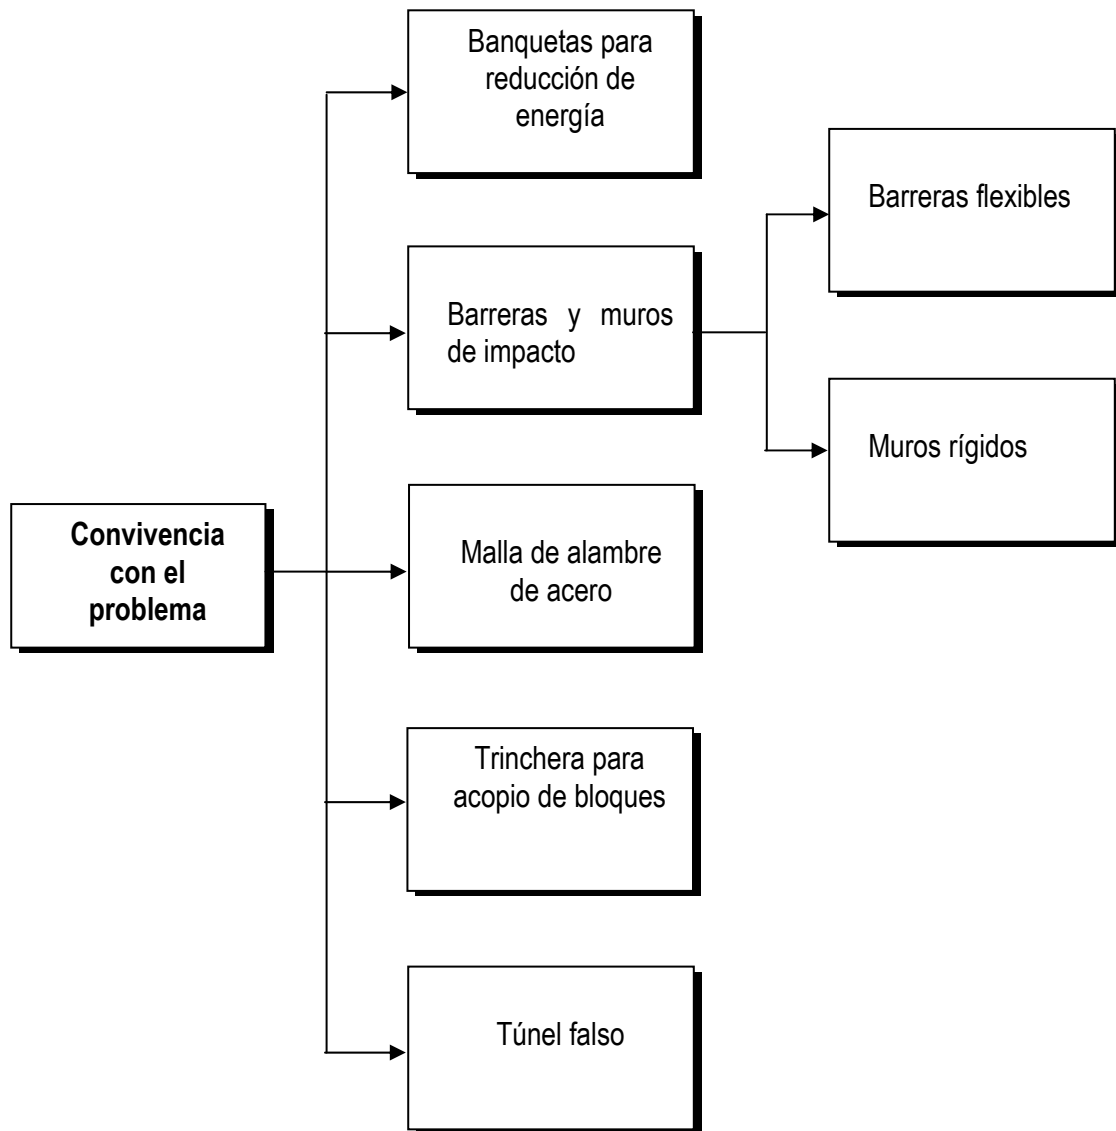 Banquetas para
reducción de
energía
Barreras flexibles
Barreras y muros
de impacto
Muros rígidos
Convivencia
con el
problema
Malla de alambre
de acero
Trinchera para
acopio de bloques
Túnel falso